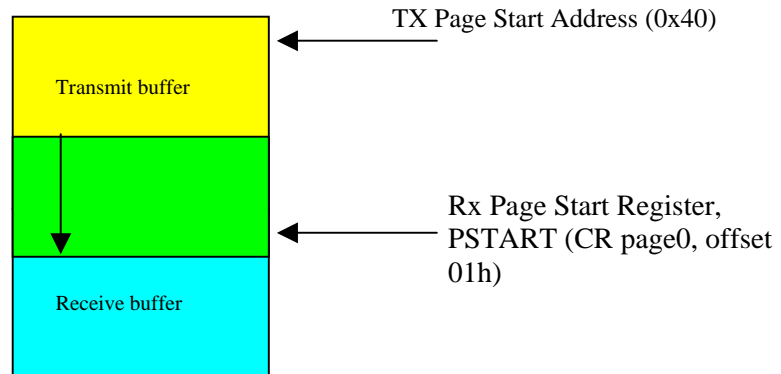 TX Page Start Address (0x40)
Transmit buffer
Rx Page Start Register,
PSTART (CR page0, offset
01h)
Receive buffer